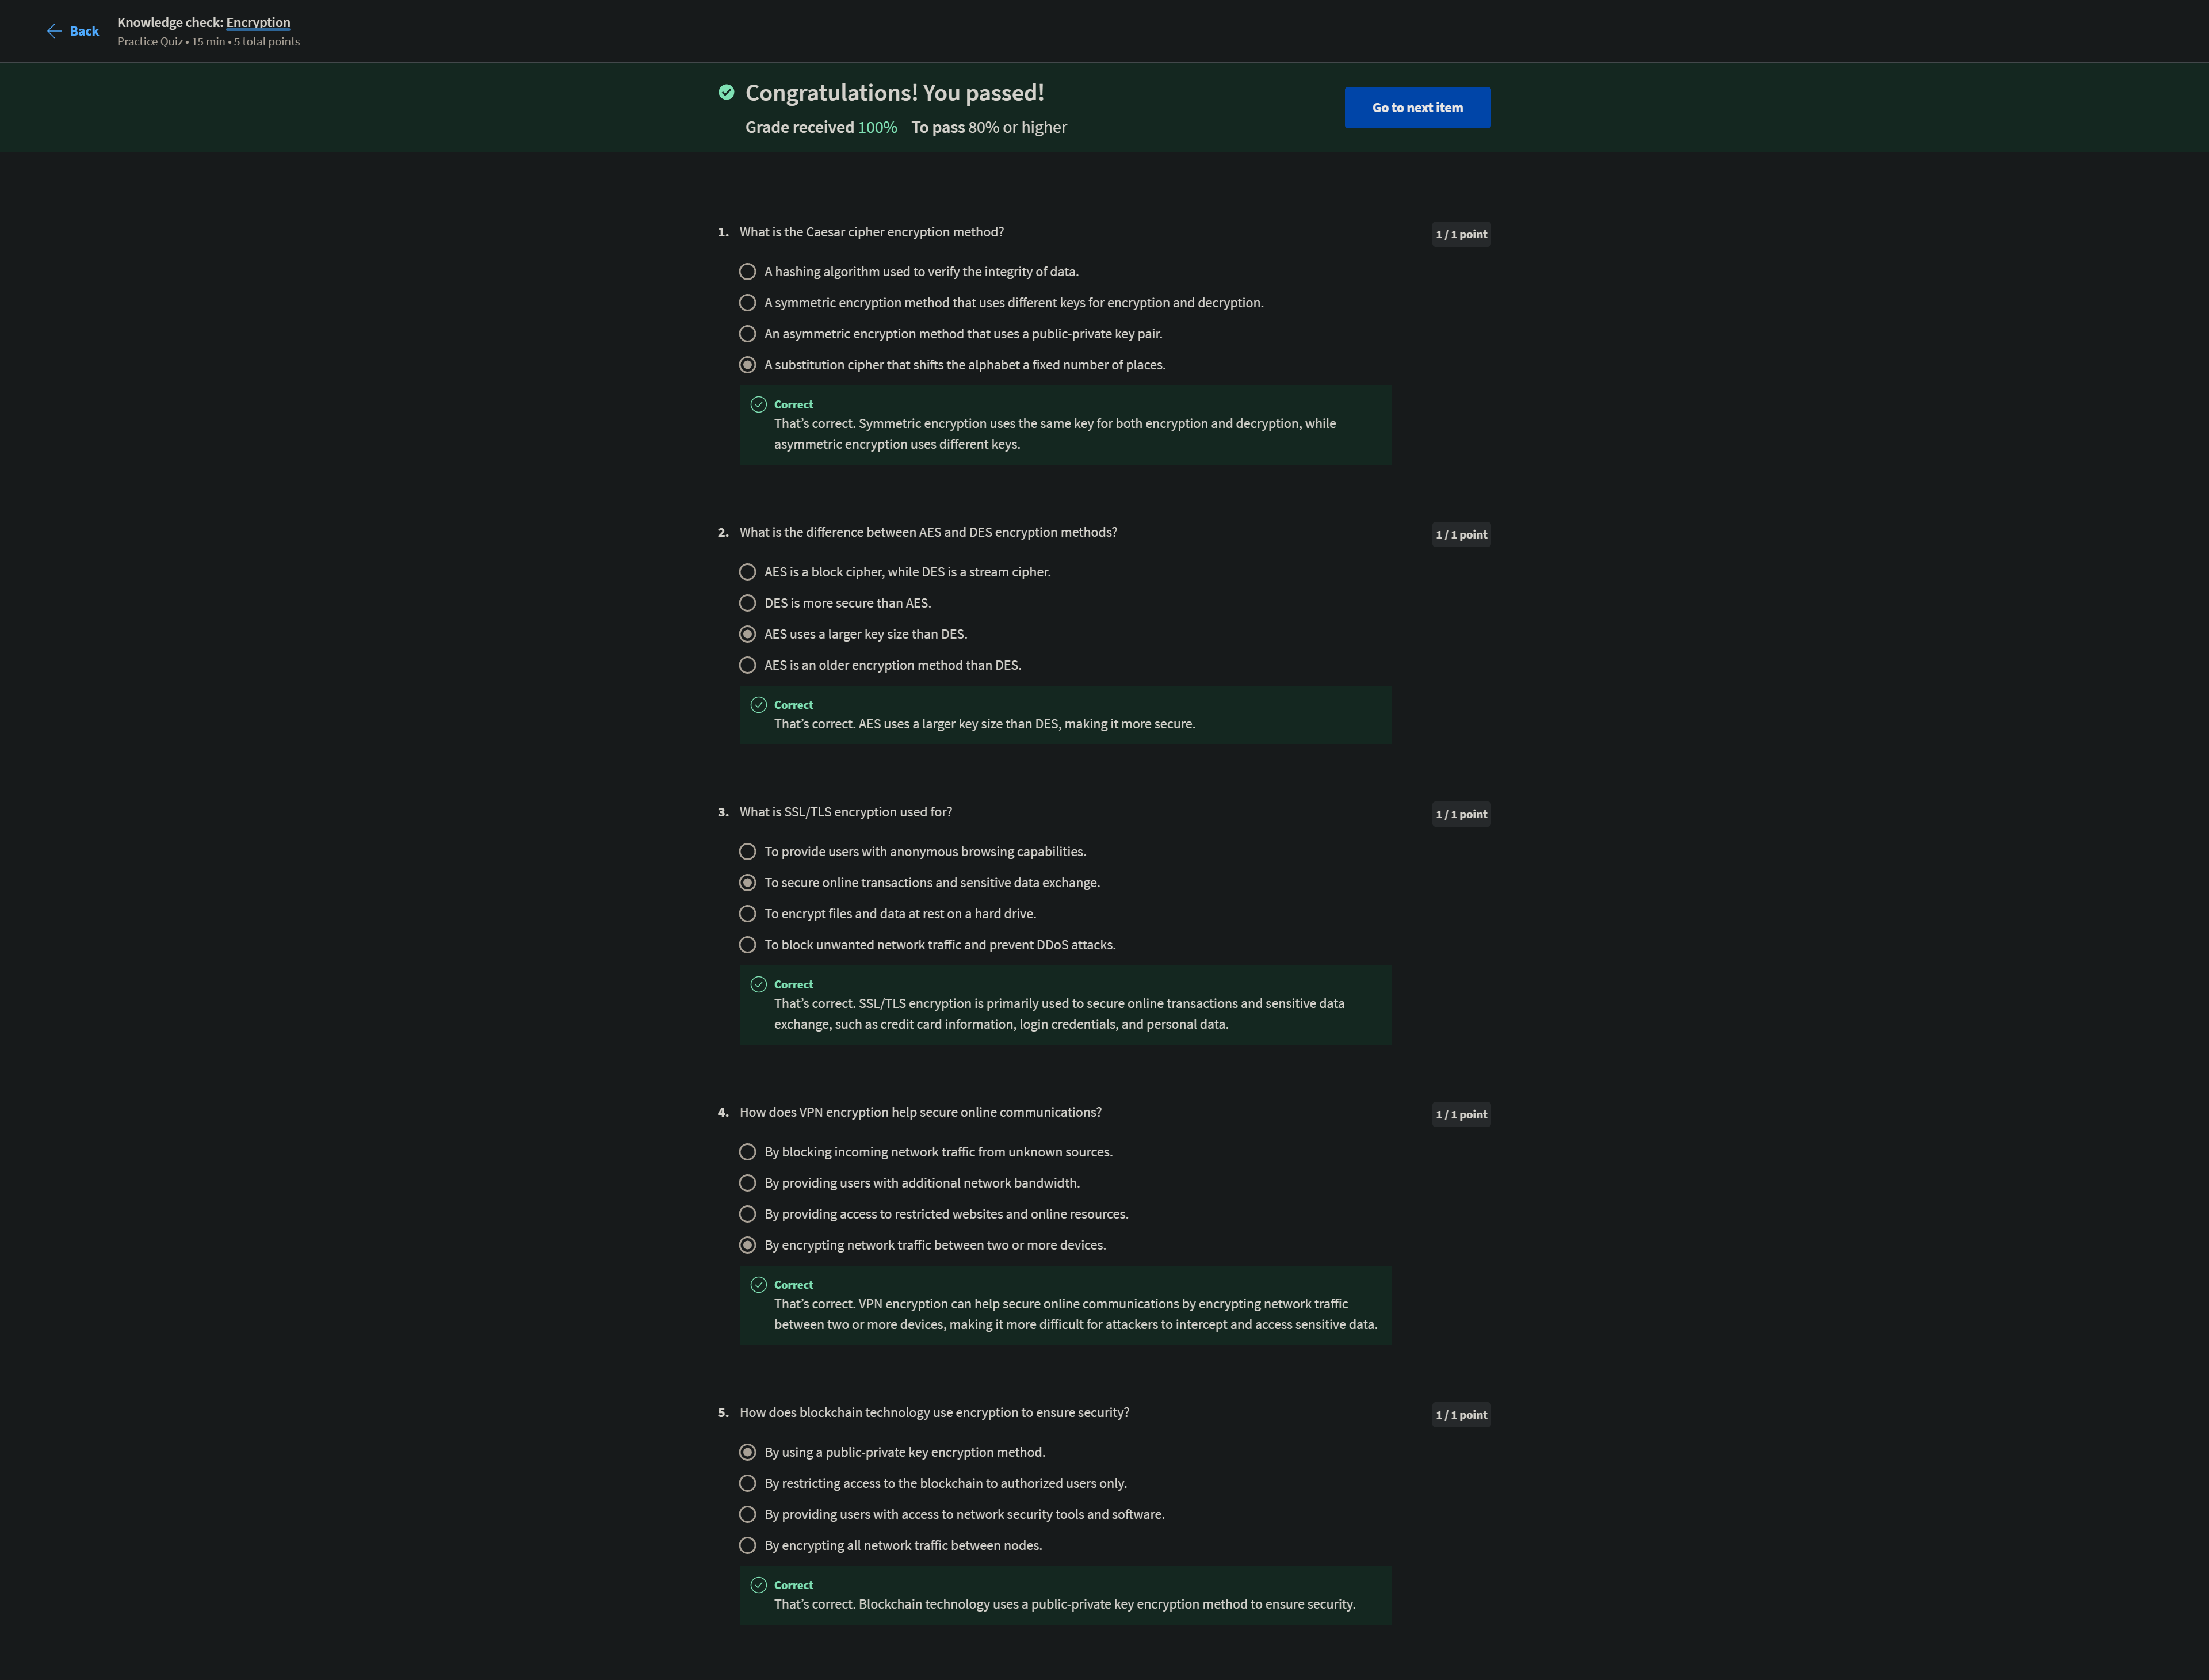 Back
Knowledge check: Encryption
Practice Quiz • 15 min • 5 total points
Congratulations! You passed!
Grade received 100% To pass 80% or higher
Go to next item
1. What is the Caesar cipher encryption method?
1 / 1 point
A hashing algorithm used to verify the integrity of data.
A symmetric encryption method that uses different keys for encryption and decryption.
An asymmetric encryption method that uses a public-private key pair.
A substitution cipher that shifts the alphabet a fixed number of places.
Correct
That’s correct. Symmetric encryption uses the same key for both encryption and decryption, while
asymmetric encryption uses different keys.
2. What is the difference between AES and DES encryption methods?
1 / 1 point
AES is a block cipher, while DES is a stream cipher.
DES is more secure than AES.
AES uses a larger key size than DES.
AES is an older encryption method than DES.
Correct
That’s correct. AES uses a larger key size than DES, making it more secure.
3. What is SSL/TLS encryption used for?
1 / 1 point
To provide users with anonymous browsing capabilities.
To secure online transactions and sensitive data exchange.
To encrypt files and data at rest on a hard drive.
To block unwanted network traffic and prevent DDoS attacks.
Correct
That’s correct. SSL/TLS encryption is primarily used to secure online transactions and sensitive data
exchange, such as credit card information, login credentials, and personal data.
4. How does VPN encryption help secure online communications?
1 / 1 point
By blocking incoming network traffic from unknown sources.
By providing users with additional network bandwidth.
By providing access to restricted websites and online resources.
By encrypting network traffic between two or more devices.
Correct
That’s correct. VPN encryption can help secure online communications by encrypting network traffic
between two or more devices, making it more difficult for attackers to intercept and access sensitive data.
5. How does blockchain technology use encryption to ensure security?
1 / 1 point
By using a public-private key encryption method.
By restricting access to the blockchain to authorized users only.
By providing users with access to network security tools and software.
By encrypting all network traffic between nodes.
Correct
That’s correct. Blockchain technology uses a public-private key encryption method to ensure security.